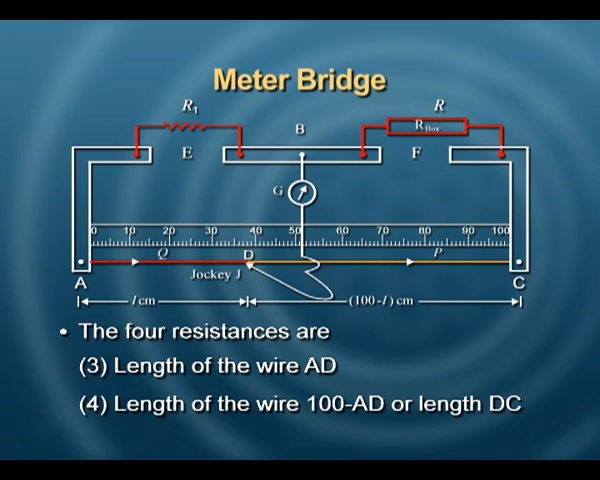 Meter Bridge
R1 R
B
RBox
E F
G
0 10 20 30 40 50 60 70 80 90 100
Q D P
Jockey J
A C
l cm (100-l) cm
• The four resistances are
(3) Length of the wire AD
(4) Length of the wire 100-AD or length DC